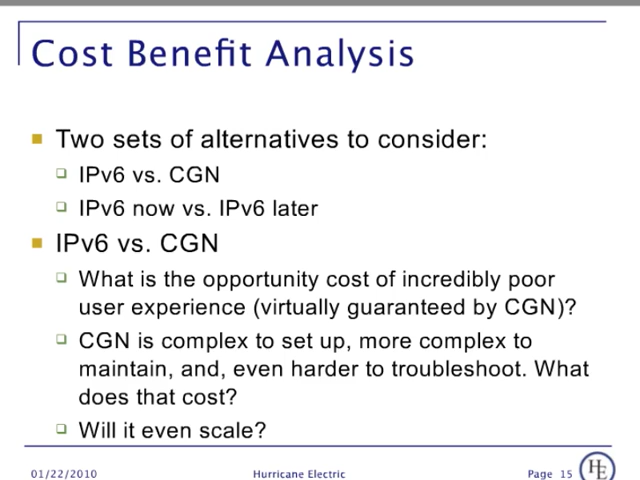 Cost Benefit Analysis
Two sets of alternatives to consider:
IPv6 vs. CGN
IPv6 now vs. IPv6 later
IPv6 vs. CGN
What is the opportunity cost of incredibly poor
user experience (virtually guaranteed by CGN)?
CGN is complex to set up, more complex to
maintain, and, even harder to troubleshoot. What
does that cost?
Will it even scale?
01/22/2010 Hurricane Electric Page 15 HE